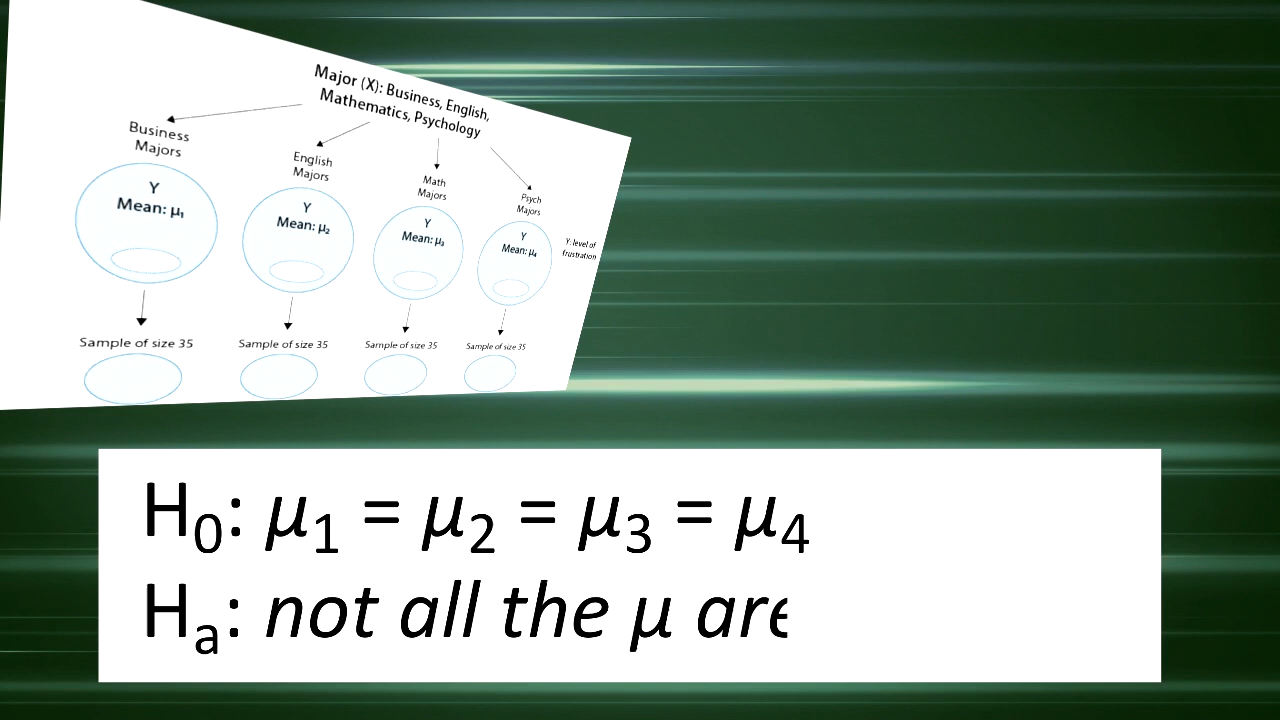 Major (X): Business, English,
Mathematics, Psychology
Business
Majors
English
Majors
Math
Majors
Psych
Majors
Y
Mean: μ₁
Y
Mean: μ₂
Y
Mean: μ₃
Y
Mean: μ₄
Y: level of
frustration
Sample of size 35
Sample of size 35
Sample of size 35
Sample of size 35
H₀: μ₁ = μ₂ = μ₃ = μ₄
Hₐ: not all the μ are